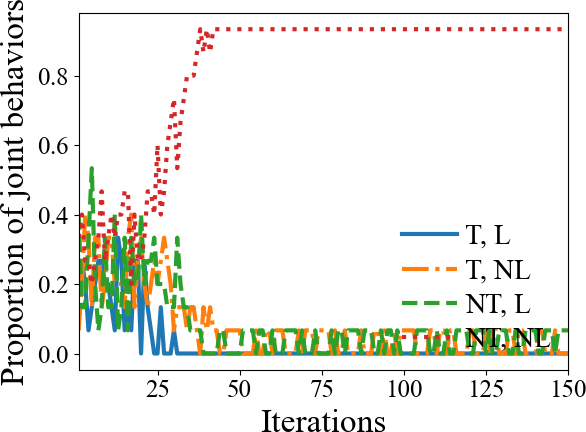 Proportion of joint behaviors
0.8
0.6
0.4
0.2
0.0
T, L
T, NL
NT, L
NT, NL
25
50
75
100
125
150
Iterations